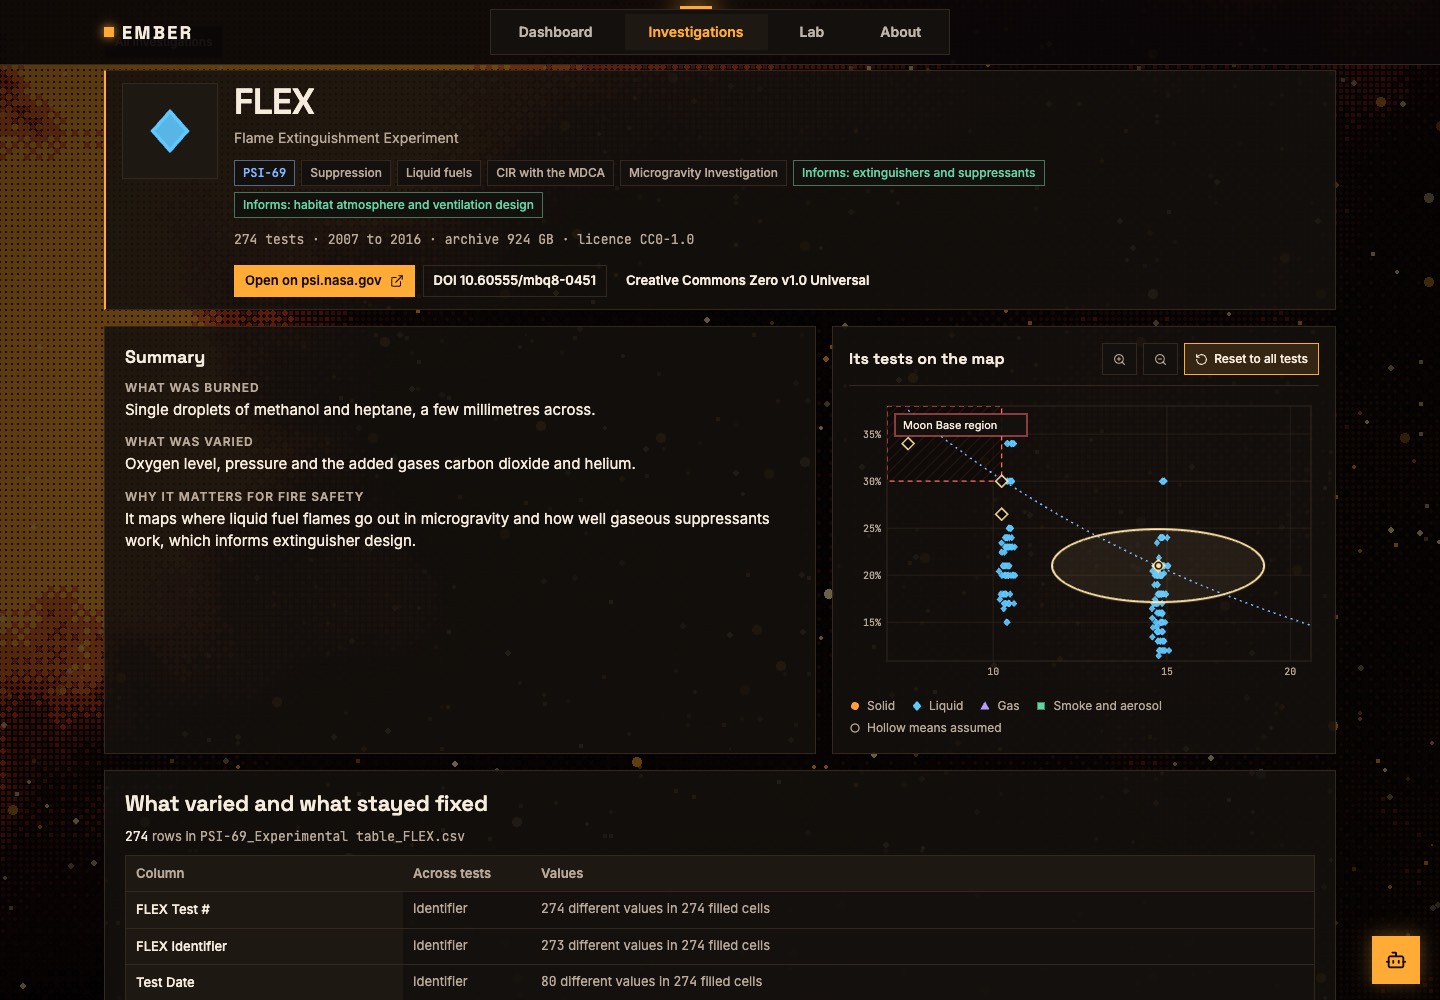 EMBER
Dashboard
Investigations
Lab
About
FLEX
Flame Extinguishment Experiment
PSI-69
Suppression
Liquid fuels
CIR with the MDCA
Microgravity Investigation
Informs: extinguishers and suppressants
Informs: habitat atmosphere and ventilation design
274 tests · 2007 to 2016 · archive 924 GB · licence CC0-1.0
Open on psi.nasa.gov
DOI 10.60555/mbq8-0451
Creative Commons Zero v1.0 Universal
Summary
WHAT WAS BURNED
Single droplets of methanol and heptane, a few millimetres across.
WHAT WAS VARIED
Oxygen level, pressure and the added gases carbon dioxide and helium.
WHY IT MATTERS FOR FIRE SAFETY
It maps where liquid fuel flames go out in microgravity and how well gaseous suppressants
work, which informs extinguisher design.
Its tests on the map
Reset to all tests
Moon Base region
35%
30%
25%
20%
15%
10
15
20
Solid
Liquid
Gas
Smoke and aerosol
Hollow means assumed
What varied and what stayed fixed
274 rows in PSI-69_Experimental table_FLEX.csv
Column Across tests Values
FLEX Test # Identifier 274 different values in 274 filled cells
FLEX Identifier Identifier 273 different values in 274 filled cells
Test Date Identifier 80 different values in 274 filled cells